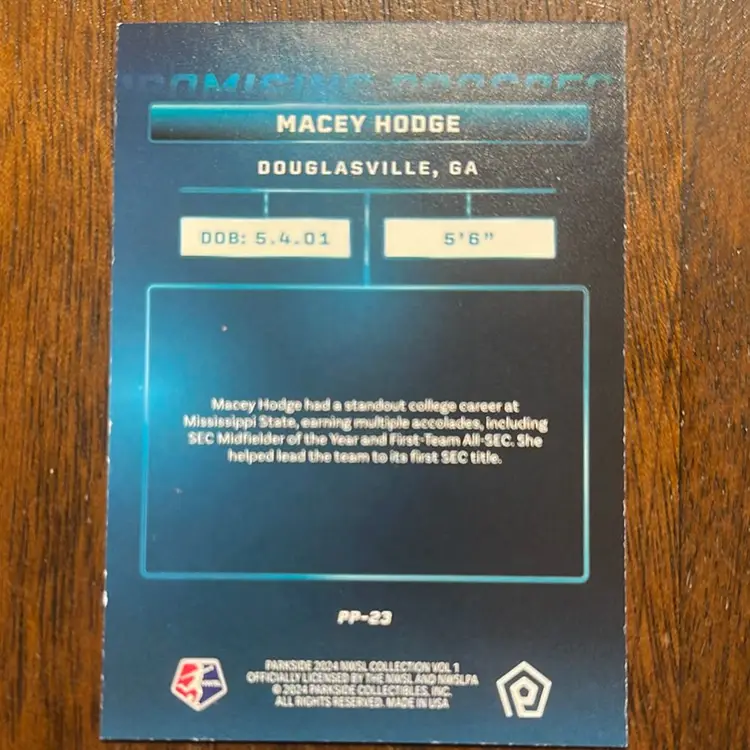 PROMISING PROSPEC
MACEY HODGE
DOUGLASVILLE, GA
DOB: 5.4.01
5'6"
Macey Hodge had a standout college career at
Mississippi State, earning multiple accolades, including
SEC Midfielder of the Year and First-Team All-SEC. She
helped lead the team to its first SEC title.
PP-23
PARKSIDE 2024 NWSL COLLECTION VOL 1
OFFICIALLY LICENSED BY THE NWSL AND NWSLPA
© 2024 PARKSIDE COLLECTIBLES, INC.
ALL RIGHTS RESERVED. MADE IN USA
NWSL